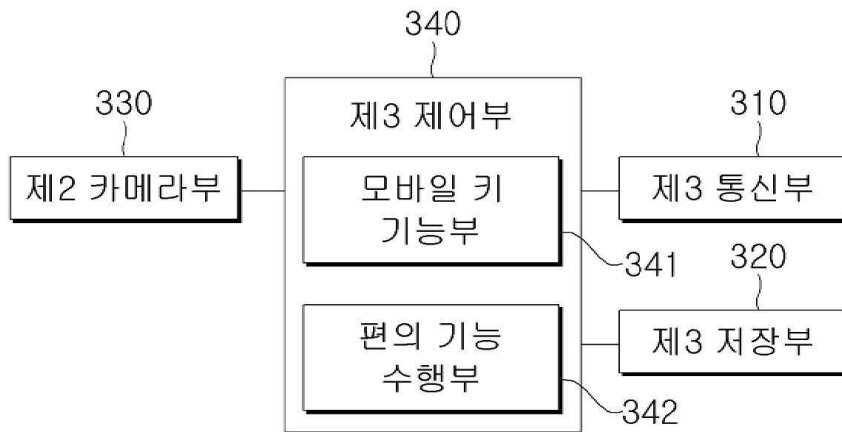 340
330
제3 제어부
310
제2 카메라부
모바일 키
기능부
제3 통신부
341
320
편의 기능
수행부
제3 저장부
342